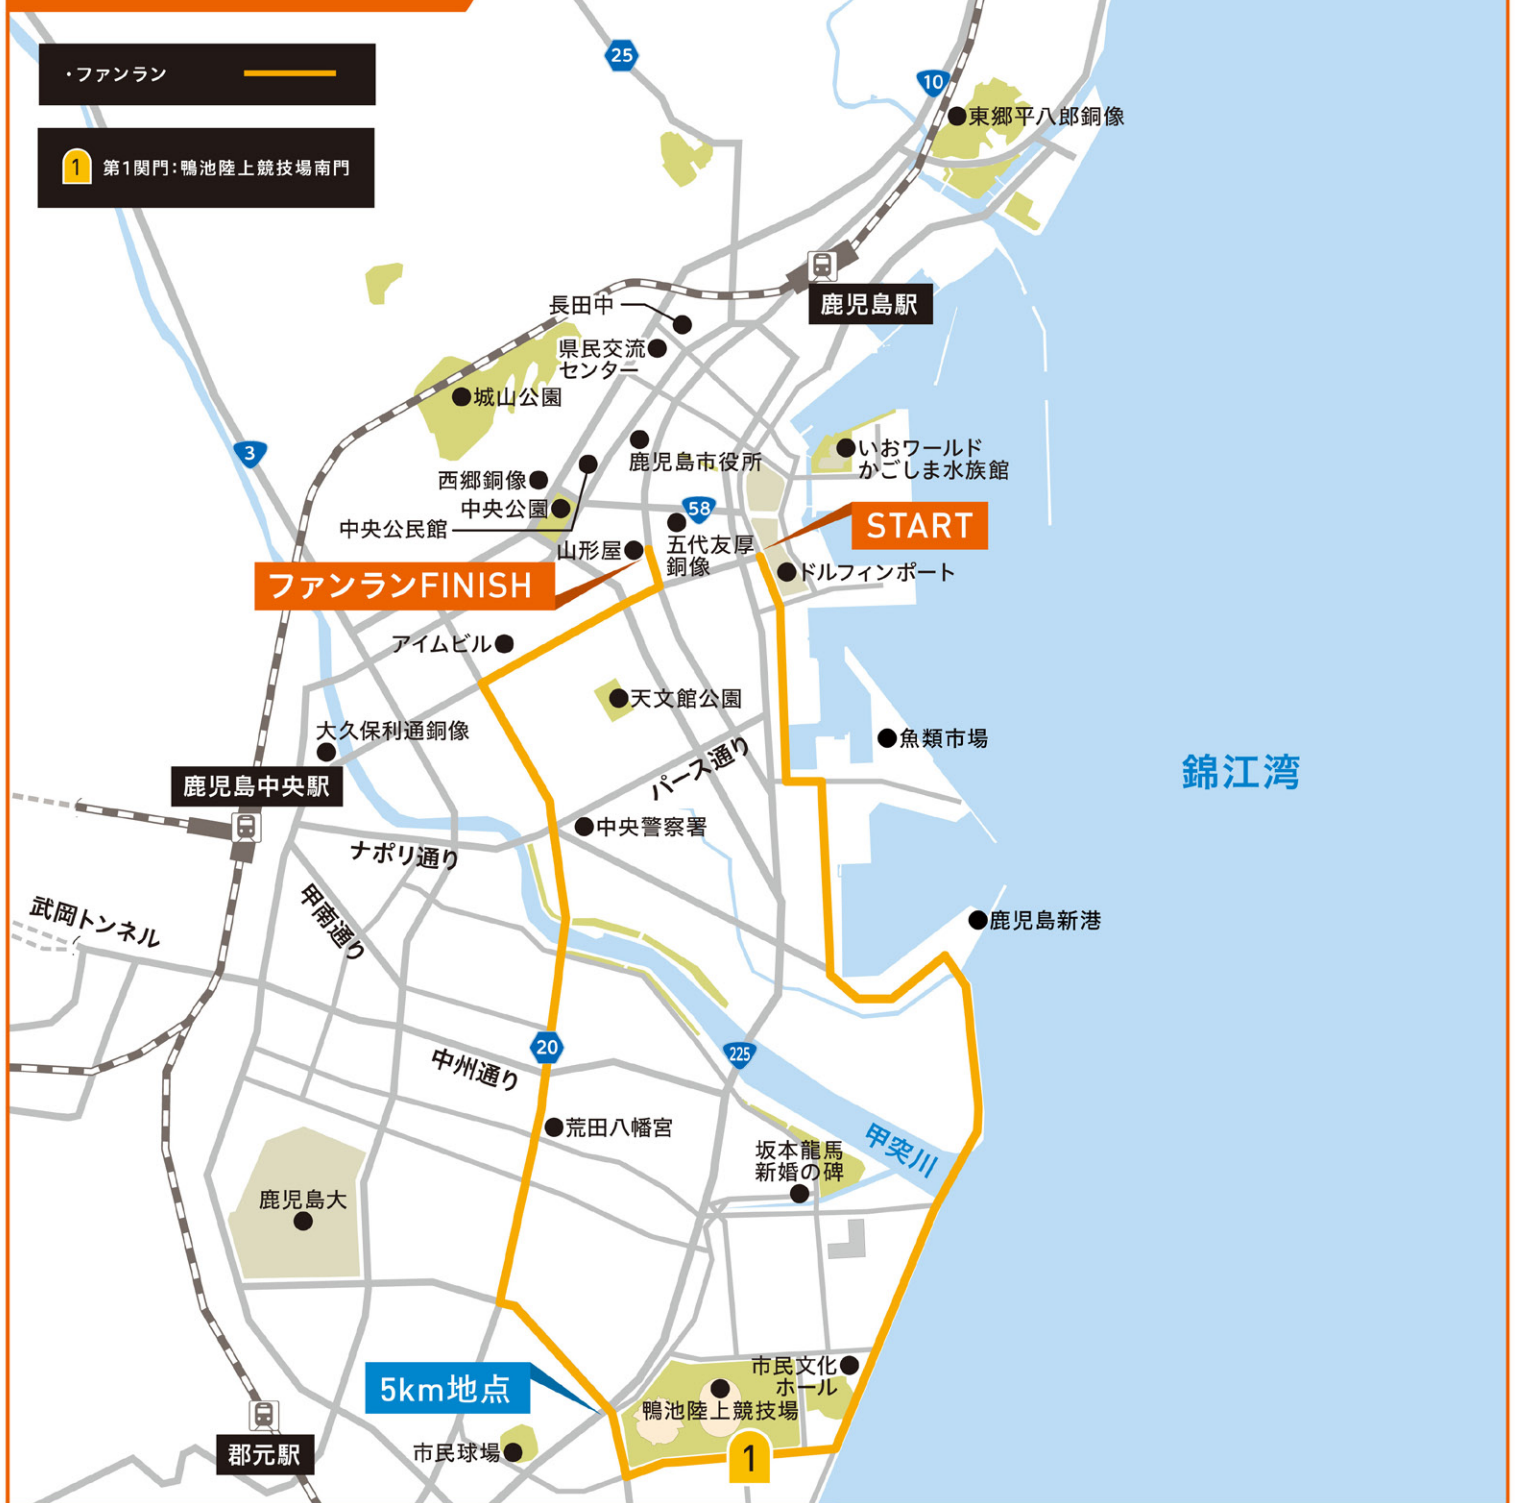 ・ファンラン
1 第1関門：鴨池陸上競技場南門
25
10
東郷平八郎銅像
鹿児島駅
長田中
県民交流
センター
城山公園
3
いおワールド
かごしま水族館
鹿児島市役所
西郷銅像
中央公園
58
中央公民館
START
山形屋
五代友厚
銅像
ドルフィンポート
ファンランFINISH
アイムビル
天文館公園
大久保利通銅像
魚類市場
パース通り
錦江湾
鹿児島中央駅
中央警察署
ナポリ通り
甲南通り
武岡トンネル
鹿児島新港
20
225
中州通り
荒田八幡宮
甲突川
坂本龍馬
新婚の碑
鹿児島大
市民文化
ホール
5km地点
鴨池陸上競技場
市民球場
1
郡元駅